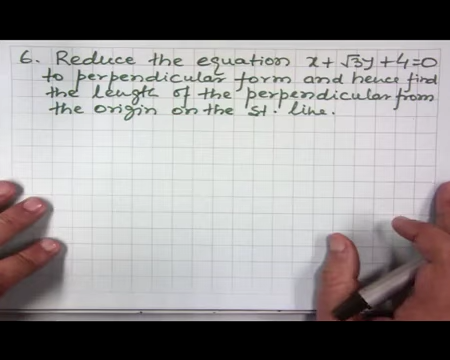 6. Reduce the equation x + √3y + 4 = 0
to perpendicular form and hence find
the length of the perpendicular from
the origin on the st. line.